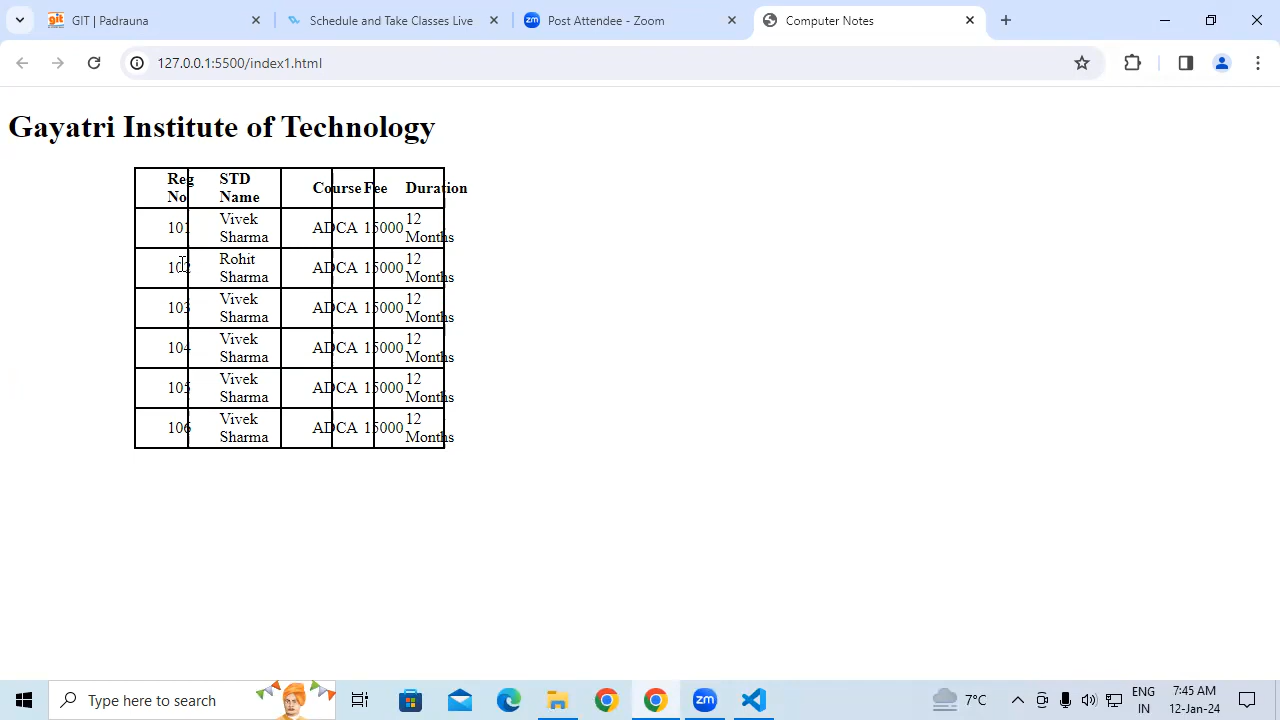 GIT | Padrauna
Schedule and Take Classes Live
zm Post Attendee - Zoom
Computer Notes
127.0.0.1:5500/index1.html
Gayatri Institute of Technology
Reg No STD Name Course Fee Duration
101 Vivek Sharma ADCA 15000 12 Months
102 Rohit Sharma ADCA 15000 12 Months
103 Vivek Sharma ADCA 15000 12 Months
104 Vivek Sharma ADCA 15000 12 Months
105 Vivek Sharma ADCA 15000 12 Months
106 Vivek Sharma ADCA 15000 12 Months
Type here to search
zm
7°C
ENG
IN
7:45 AM
12-Jan-24